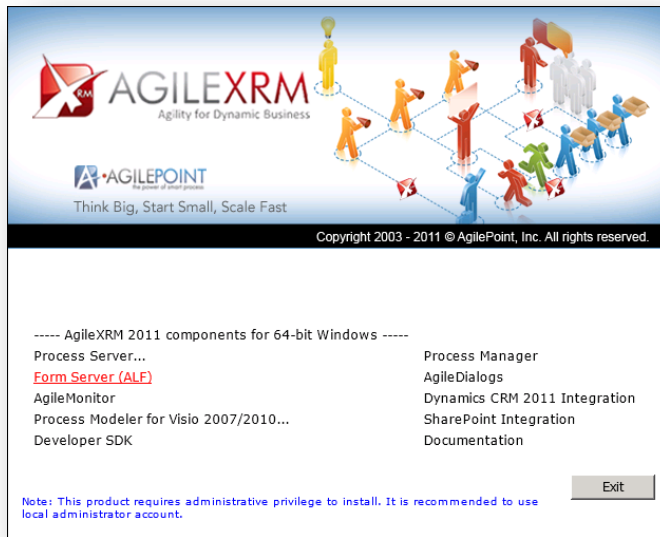 XRM
AGILEXRM
Agility for Dynamic Business
AGILEPOINT
the power of smart process
Think Big, Start Small, Scale Fast
Copyright 2003 - 2011 © AgilePoint, Inc. All rights reserved.
----- AgileXRM 2011 components for 64-bit Windows -----
Process Server...
Process Manager
Form Server (ALF)
AgileDialogs
AgileMonitor
Dynamics CRM 2011 Integration
Process Modeler for Visio 2007/2010...
SharePoint Integration
Developer SDK
Documentation
Exit
Note: This product requires administrative privilege to install. It is recommended to use
local administrator account.